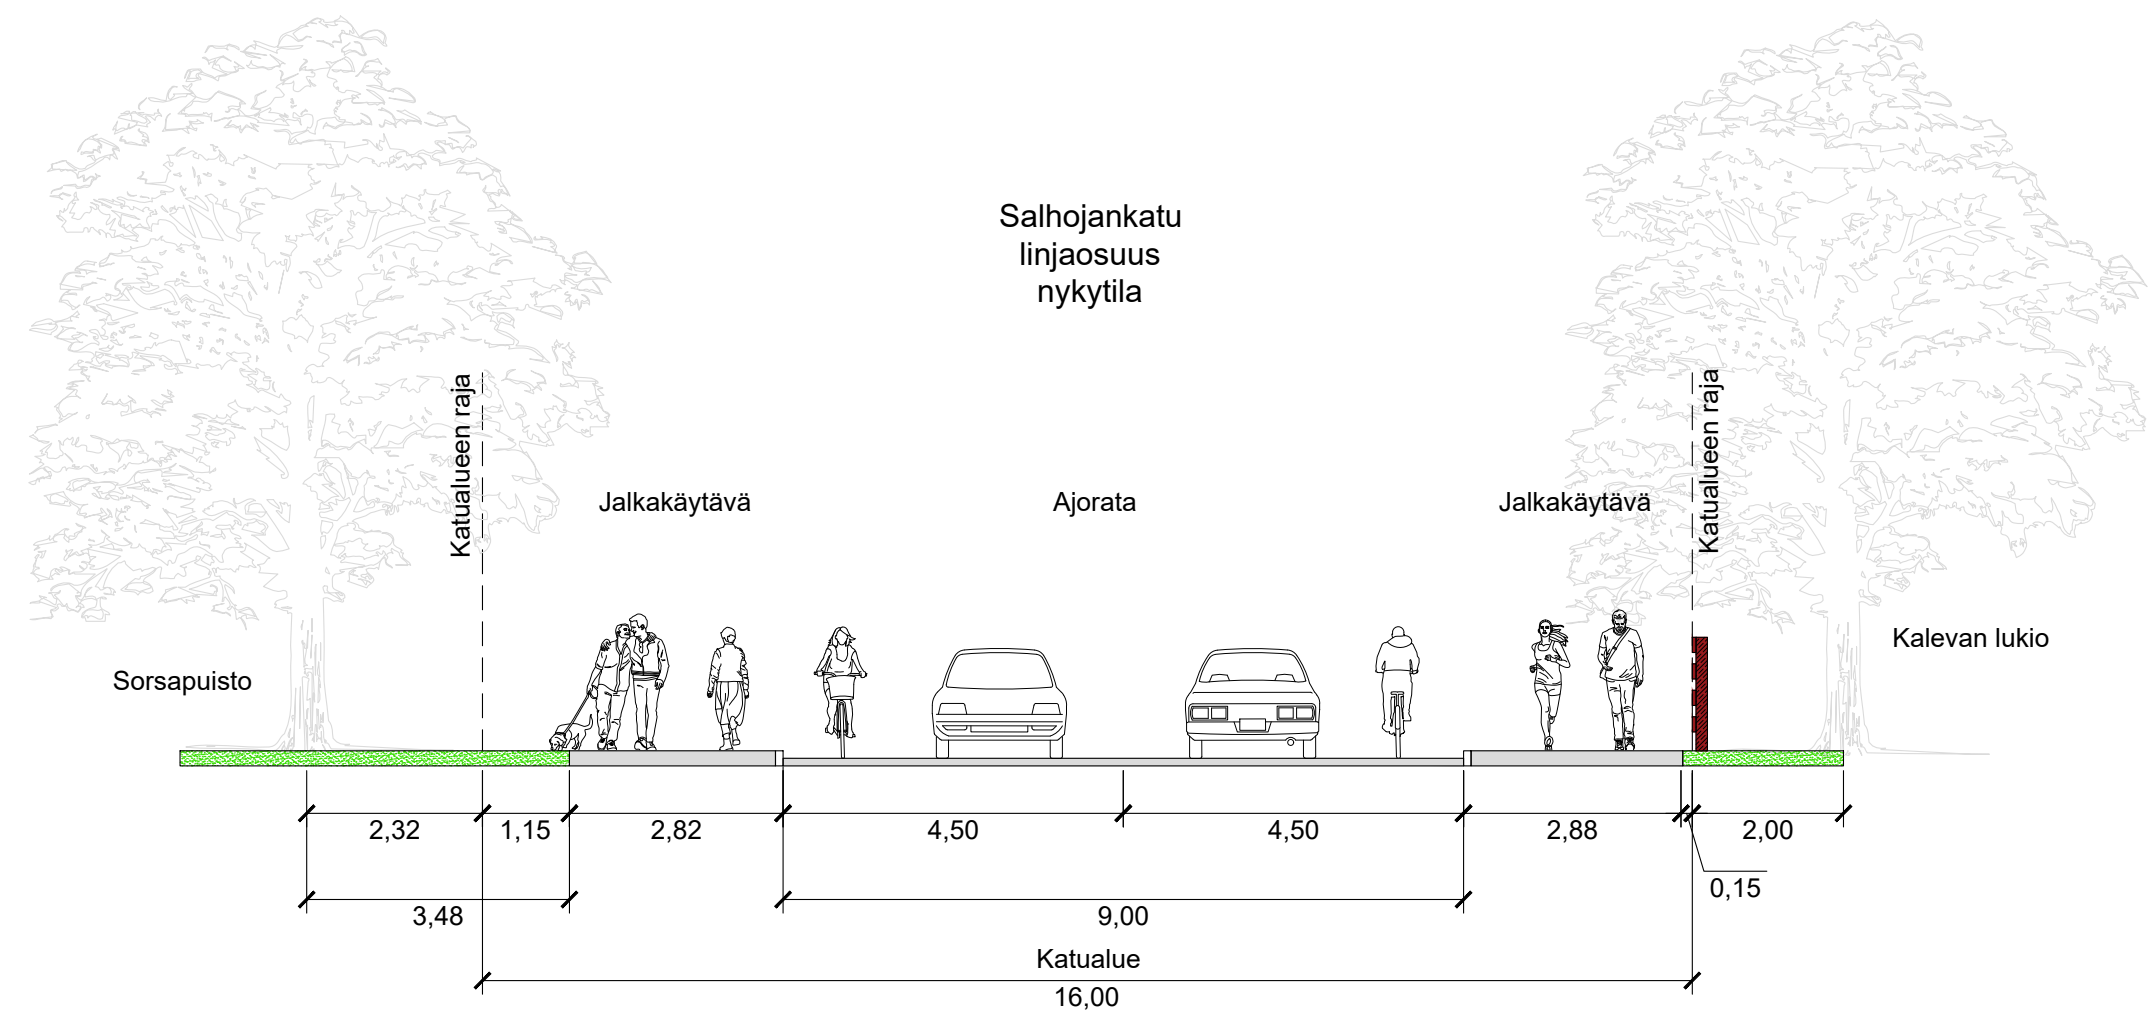 Salhojankatu
linjaosuus
nykytila
Katualueen raja
Katualueen raja
Jalkakäytävä
Ajorata
Jalkakäytävä
Sorsapuisto
Kalevan lukio
2,32
1,15
2,82
4,50
4,50
2,88
2,00
0,15
3,48
9,00
Katualue
16,00